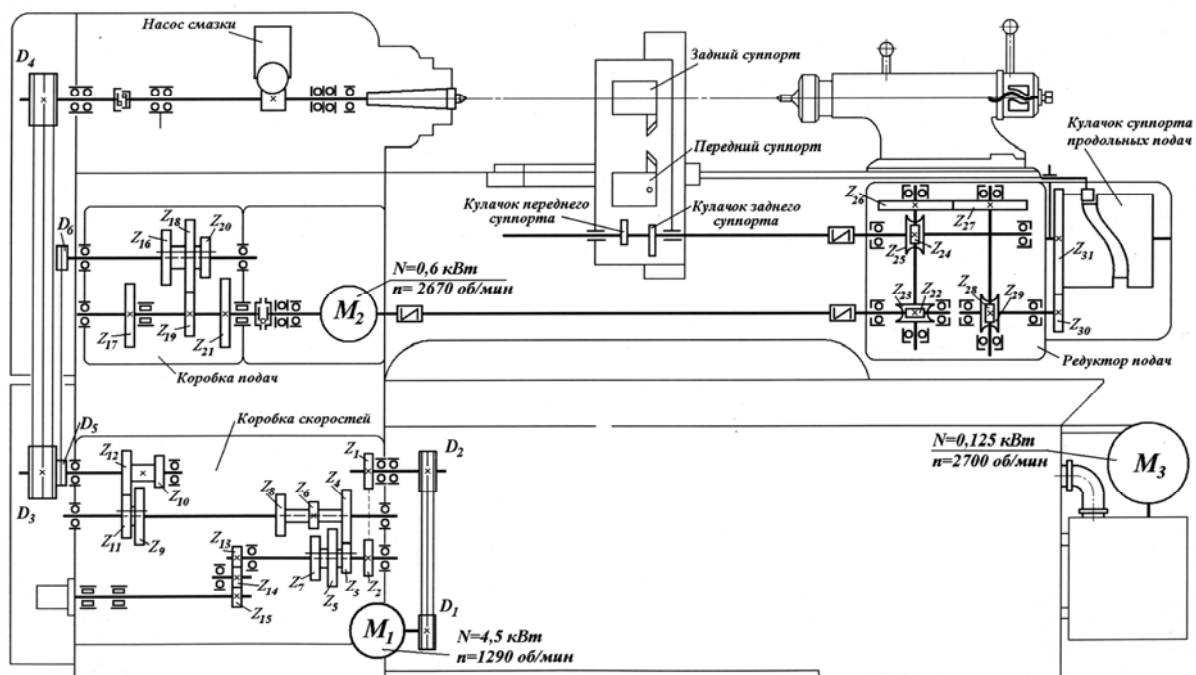 Насос смазки
D4
Задний суппорт
Передний суппорт
Кулачок суппорта
продольных подач
Кулачок переднего
суппорта
Кулачок заднего
суппорта
D6
Z18
Z20
Z16
Z26
Z27
Z25
Z24
Z31
N=0,6 кВт
n= 2670 об/мин
M2
Z23
Z22
Z28
Z29
Z30
Z17
Z19
Z21
Коробка подач
Редуктор подач
Коробка скоростей
D5
Z12
Z10
Z1
D2
Z8
Z6
Z4
D3
Z11
Z9
Z13
Z14
Z15
Z7
Z5
Z3
Z2
D1
M1
N=4,5 кВт
n=1290 об/мин
N=0,125 кВт
n=2700 об/мин
M3